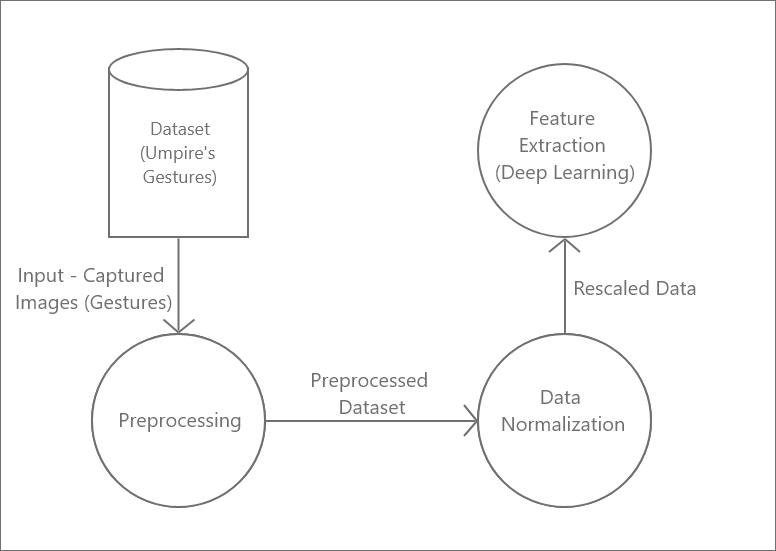 Dataset
(Umpire's
Gestures)
Feature
Extraction
(Deep Learning)
Input - Captured
Images (Gestures)
Rescaled Data
Preprocessing
Preprocessed
Dataset
Data
Normalization